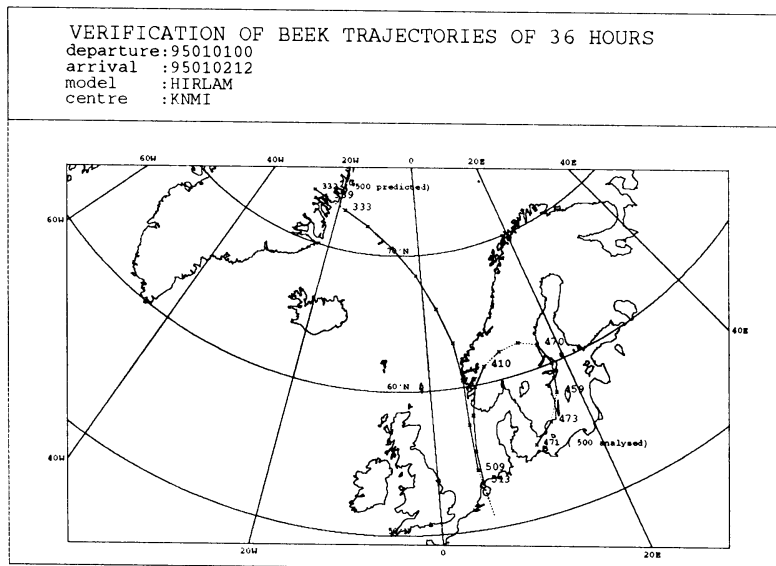 VERIFICATION OF BEEK TRAJECTORIES OF 36 HOURS
departure:95010100
arrival :95010212
model :HIRLAM
centre :KNMI
60W 40W 20W 0 20E 40E
500 predicted)
333
60W
70'N
40E
470
410
60'N
459
473
471 ( 500 analysed)
40W
509
513
20W 0 20E